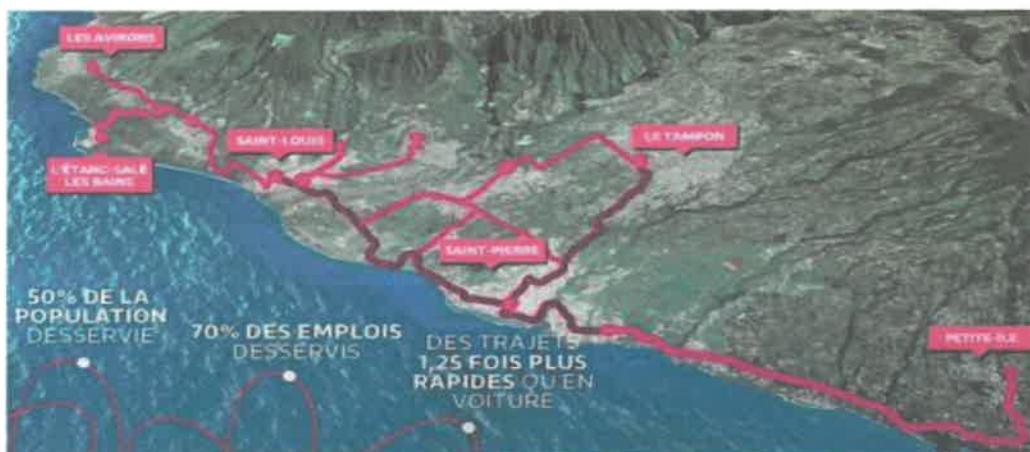 LES AVIRONS
SAINT-LOUIS
LE TAMPON
L'ÉTANG-SALÉ
LES BAINS
SAINT-PIERRE
50% DE LA
POPULATION
DESSERVIE
70% DES EMPLOIS
DESSERVIS
DES TRAJETS
1,25 FOIS PLUS
RAPIDES QU'EN
VOITURE
PETITE-ÎLE